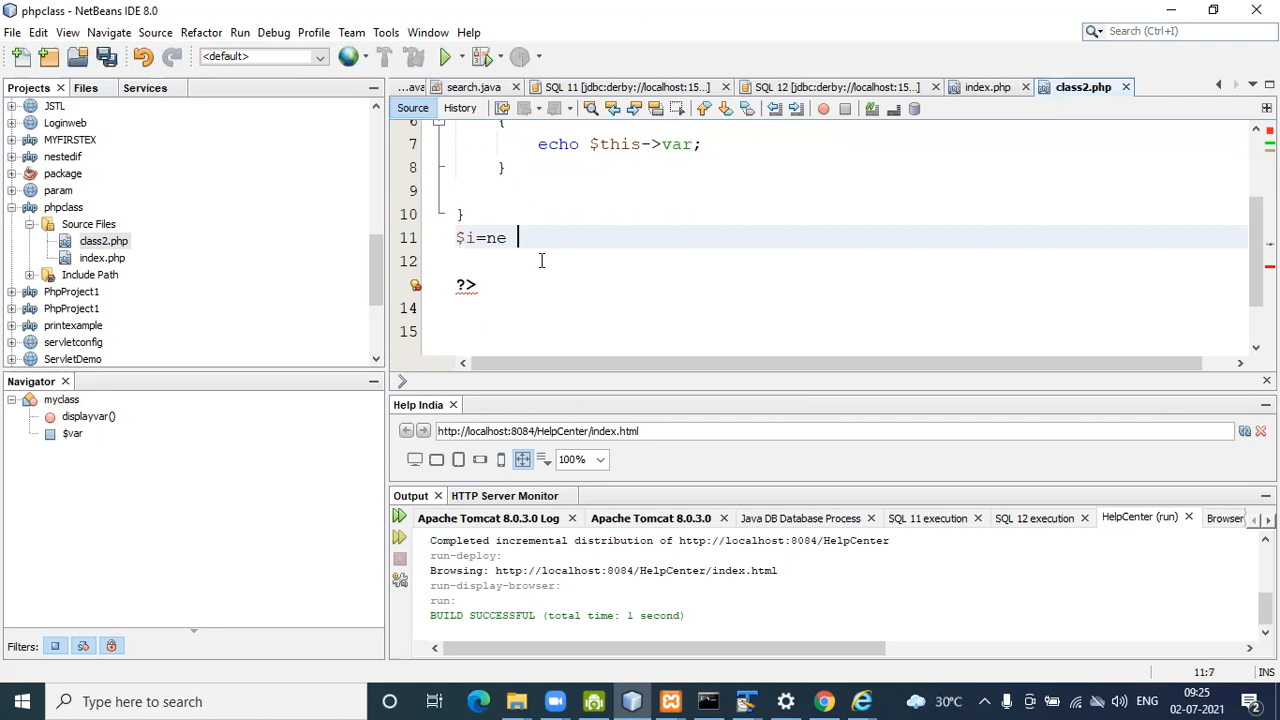 phpclass - NetBeans IDE 8.0
File Edit View Navigate Source Refactor Run Debug Profile Team Tools Window Help
Search (Ctrl+I)
<default>
Projects Files Services
...ava search.java SQL 11 [jdbc:derby://localhost:15...] SQL 12 [jdbc:derby://localhost:15...] index.php class2.php
Source History
JSTL
Loginweb
MYFIRSTEX
nestedif
package
param
phpclass
Source Files
class2.php
index.php
Include Path
PhpProject1
PhpProject1
printexample
servletconfig
ServletDemo
6 {
7 echo $this->var;
8 }
9
10 }
11 $i=ne
12
?>
14
15
Navigator
myclass
displayvar()
$var
Filters:
Help India
http://localhost:8084/HelpCenter/index.html
100%
Output HTTP Server Monitor
Apache Tomcat 8.0.3.0 Log Apache Tomcat 8.0.3.0 Java DB Database Process SQL 11 execution SQL 12 execution HelpCenter (run) Browser
Completed incremental distribution of http://localhost:8084/HelpCenter
run-deploy:
Browsing: http://localhost:8084/HelpCenter/index.html
run-display-browser:
run:
BUILD SUCCESSFUL (total time: 1 second)
11:7 INS
Type here to search
30°C ENG
09:25
02-07-2021
2